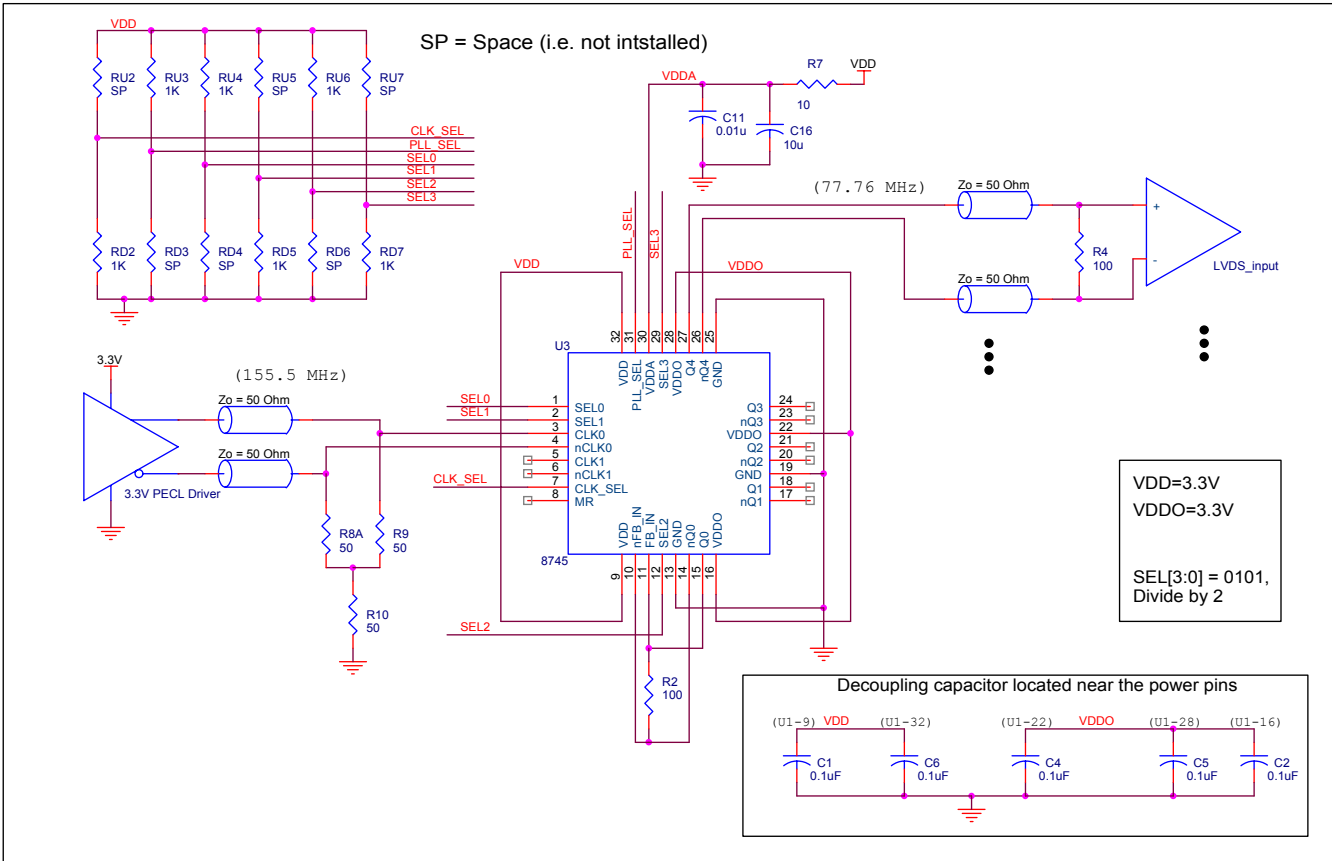 VDD
SP = Space (i.e. not intstalled)
RU2
SP
RU3
1K
RU4
1K
RU5
SP
RU6
1K
RU7
SP
CLK_SEL
PLL_SEL
SEL0
SEL1
SEL2
SEL3
RD2
1K
RD3
SP
RD4
SP
RD5
1K
RD6
SP
RD7
1K
VDDA
R7
10
VDD
C11
0.01u
C16
10u
(77.76 MHz)
Zo = 50 Ohm
Zo = 50 Ohm
R4
100
+
-
LVDS_input
3.3V
(155.5 MHz)
Zo = 50 Ohm
Zo = 50 Ohm
3.3V PECL Driver
R8A
50
R9
50
R10
50
VDD
PLL_SEL
SEL3
VDDO
U3
32
31
30
29
28
27
26
25
VDD
PLL_SEL
VDDA
SEL3
VDDO
Q4
nQ4
GND
SEL0
SEL1
CLK_SEL
1
2
3
4
5
6
7
8
SEL0
SEL1
CLK0
nCLK0
CLK1
nCLK1
CLK_SEL
MR
Q3
nQ3
VDDO
Q2
nQ2
GND
Q1
nQ1
24
23
22
21
20
19
18
17
VDD
nFB_IN
FB_IN
SEL2
GND
nQ0
Q0
VDDO
8745
9
10
11
12
13
14
15
16
SEL2
R2
100
VDD=3.3V
VDDO=3.3V
SEL[3:0] = 0101,
Divide by 2
Decoupling capacitor located near the power pins
(U1-9) VDD (U1-32) (U1-22) VDDO (U1-28) (U1-16)
C1
0.1uF
C6
0.1uF
C4
0.1uF
C5
0.1uF
C2
0.1uF